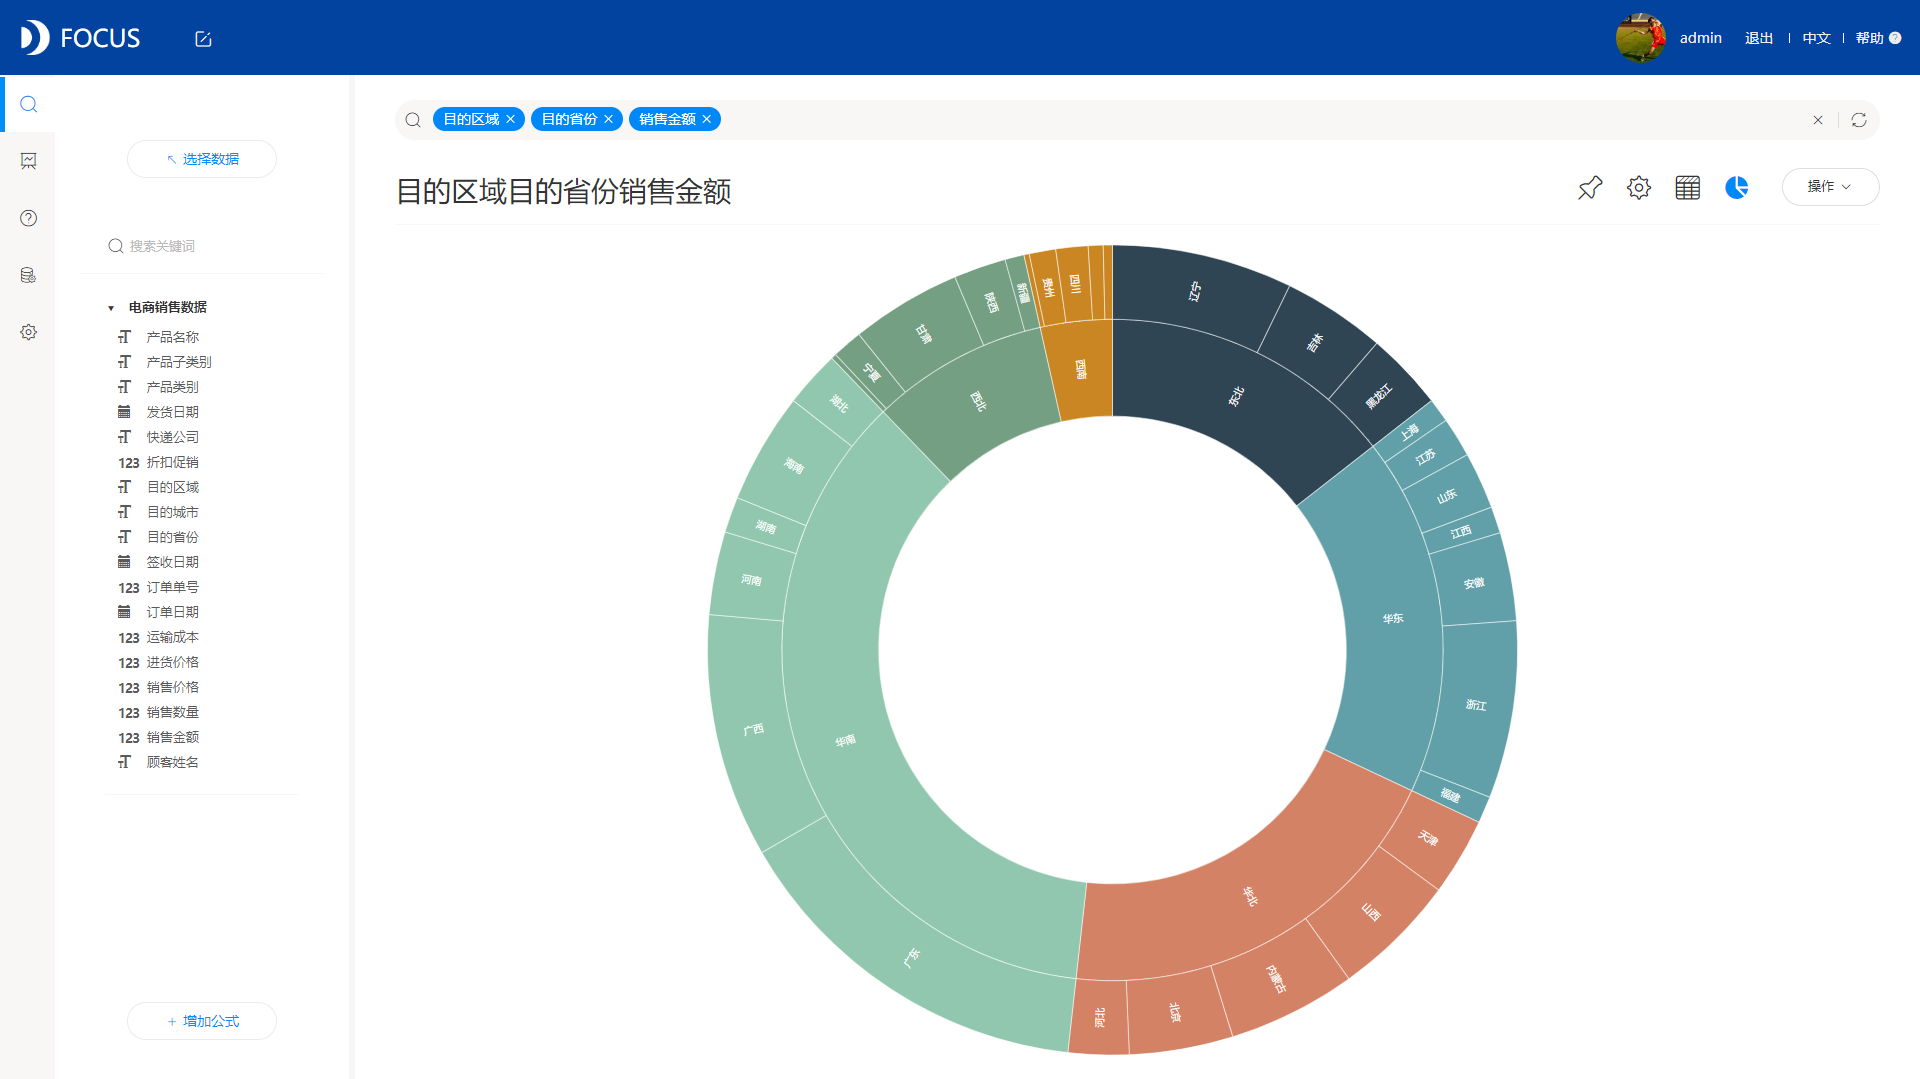 FOCUS
admin 退出 中文 帮助 ?
目的区域 × 目的省份 × 销售金额 ×
选择数据
目的区域目的省份销售金额
操作
搜索关键词
电商销售数据
产品名称
产品子类别
产品类别
发货日期
快递公司
123 折扣促销
目的区域
目的城市
目的省份
签收日期
123 订单单号
订单日期
123 运输成本
123 进货价格
123 销售价格
123 销售数量
123 销售金额
顾客姓名
+ 增加公式
辽宁
吉林
黑龙江
东北
上海
江苏
山东
江西
安徽
浙江
福建
华东
天津
山西
内蒙古
北京
河北
华北
广东
广西
河南
湖南
海南
湖北
华南
宁夏
甘肃
陕西
新疆
西北
贵州
四川
西南